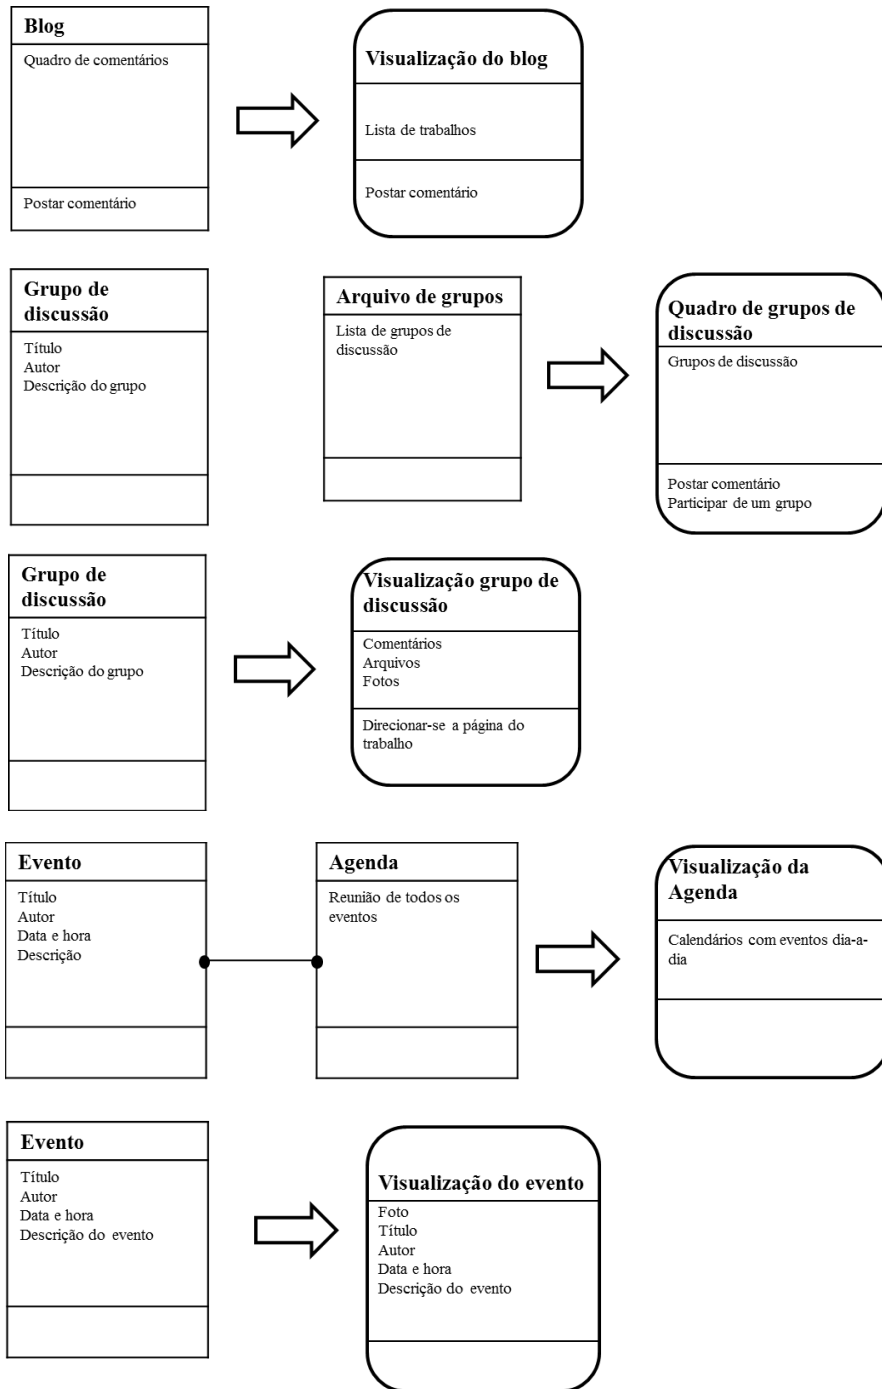 Blog
Quadro de comentários
Postar comentário
Visualização do blog
Lista de trabalhos
Postar comentário
Grupo de
discussão
Título
Autor
Descrição do grupo
Arquivo de grupos
Lista de grupos de
discussão
Quadro de grupos de
discussão
Grupos de discussão
Postar comentário
Participar de um grupo
Grupo de
discussão
Título
Autor
Descrição do grupo
Visualização grupo de
discussão
Comentários
Arquivos
Fotos
Direcionar-se a página do
trabalho
Evento
Título
Autor
Data e hora
Descrição
Agenda
Reunião de todos os
eventos
Visualização da
Agenda
Calendários com eventos dia-a-
dia
Evento
Título
Autor
Data e hora
Descrição do evento
Visualização do evento
Foto
Título
Autor
Data e hora
Descrição do evento